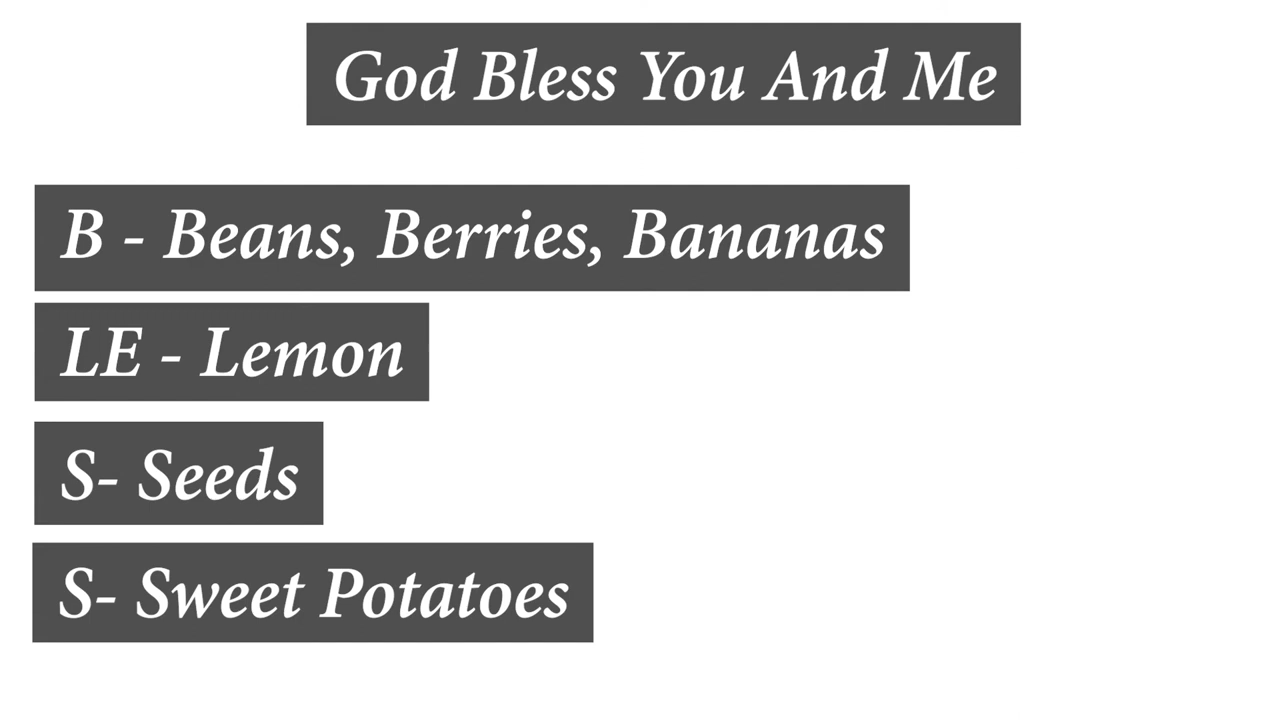 God Bless You And Me
B - Beans, Berries, Bananas
LE - Lemon
S- Seeds
S- Sweet Potatoes